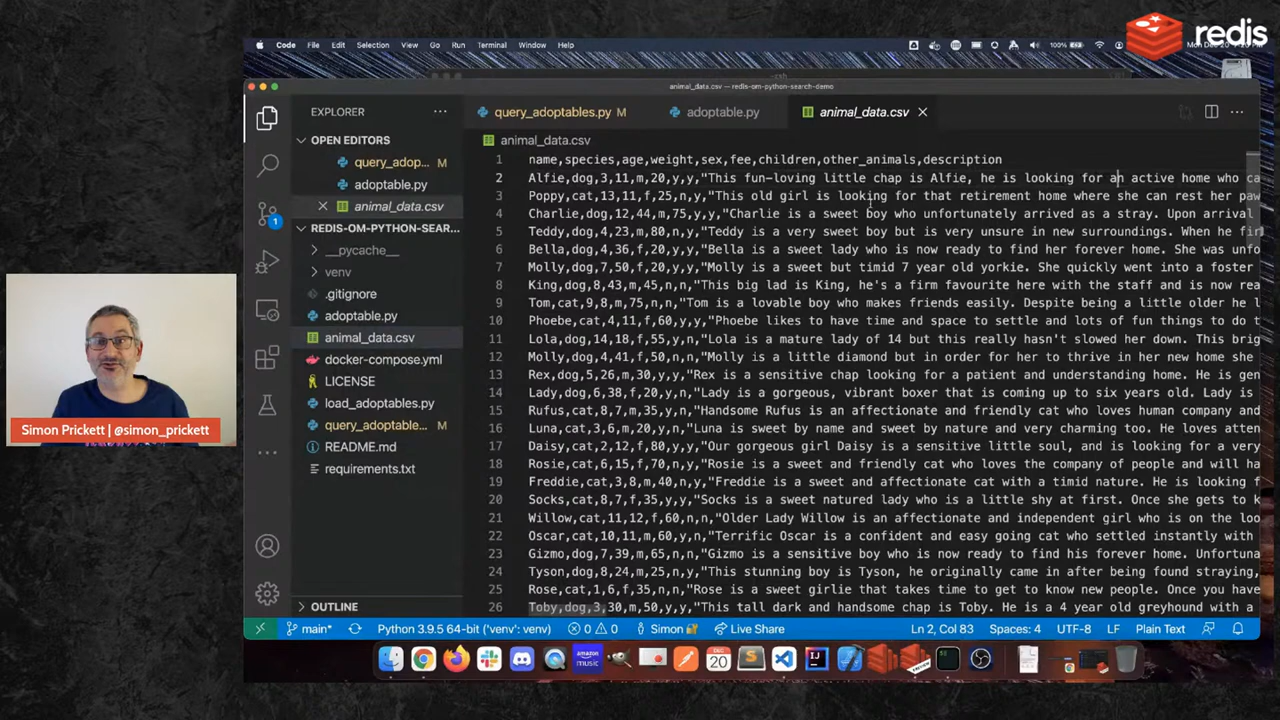 redis
Code File Edit Selection View Go Run Terminal Window Help
100%
animal_data.csv — redis-om-python-search-demo
EXPLORER
query_adoptables.py M
adoptable.py
animal_data.csv
OPEN EDITORS
query_adop... M
adoptable.py
animal_data.csv
REDIS-OM-PYTHON-SEAR...
__pycache__
venv
.gitignore
adoptable.py
animal_data.csv
docker-compose.yml
LICENSE
load_adoptables.py
query_adoptable... M
README.md
requirements.txt
OUTLINE
1
animal_data.csv
1 name,species,age,weight,sex,fee,children,other_animals,description
2 Alfie,dog,3,11,m,20,y,y,"This fun-loving little chap is Alfie, he is looking for an active home who ca
3 Poppy,cat,13,11,f,25,n,y,"This old girl is looking for that retirement home where she can rest her paw
4 Charlie,dog,12,44,m,75,y,y,"Charlie is a sweet boy who unfortunately arrived as a stray. Upon arrival
5 Teddy,dog,4,23,m,80,n,y,"Teddy is a very sweet boy but is very unsure in new surroundings. When he fir
6 Bella,dog,4,36,f,20,y,y,"Bella is a sweet lady who is now ready to find her forever home. She was unfo
7 Molly,dog,7,50,f,20,y,y,"Molly is a sweet but timid 7 year old yorkie. She quickly went into a foster
8 King,dog,8,43,m,45,n,n,"This big lad is King, he's a firm favourite here with the staff and is now rea
9 Tom,cat,9,8,m,75,n,n,"Tom is a lovable boy who makes friends easily. Despite being a little older he l
10 Phoebe,cat,4,11,f,60,y,y,"Phoebe likes to have time and space to settle and lots of fun things to do t
11 Lola,dog,14,18,f,55,y,n,"Lola is a mature lady of 14 but this really hasn't slowed her down. This brig
12 Molly,dog,4,41,f,50,n,n,"Molly is a little diamond but in order for her to thrive in her new home she
13 Rex,dog,5,26,m,30,y,y,"Rex is a sensitive chap looking for a patient and understanding home. He is gen
14 Lady,dog,6,38,f,20,y,n,"Lady is a gorgeous, vibrant boxer that is coming up to six years old. Lady is
15 Rufus,cat,8,7,m,35,y,n,"Handsome Rufus is an affectionate and friendly cat who loves human company and
16 Luna,cat,3,6,m,20,y,n,"Luna is sweet by name and sweet by nature and very charming too. He loves atten
17 Daisy,cat,2,12,f,80,y,y,"Our gorgeous girl Daisy is a sensitive little soul, and is looking for a very
18 Rosie,cat,6,15,f,70,n,n,"Rosie is a sweet and friendly cat who loves the company of people and will ha
19 Freddie,cat,3,8,m,40,n,y,"Freddie is a sweet and affectionate cat with a timid nature. He is looking f
20 Socks,cat,8,7,f,35,y,y,"Socks is a sweet natured lady who is a little shy at first. Once she gets to k
21 Willow,cat,11,12,f,60,n,n,"Older Lady Willow is an affectionate and independent girl who is on the loo
22 Oscar,cat,10,11,m,60,y,y,"Terrific Oscar is a confident and easy going cat who settled instantly with
23 Gizmo,dog,7,39,m,65,n,n,"Gizmo is a sensitive boy who is now ready to find his forever home. Unfortuna
24 Tyson,dog,8,24,m,25,n,y,"This stunning boy is Tyson, he originally came in after being found straying,
25 Rose,cat,1,6,f,35,n,y,"Rose is a sweet girlie that takes time to get to know new people. Once you have
26 Toby,dog,3,30,m,50,y,y,"This tall dark and handsome chap is Toby. He is a 4 year old greyhound with a
Simon Prickett | @simon_prickett
main* Python 3.9.5 64-bit ('venv': venv) 0 0 Simon Live Share Ln 2, Col 83 Spaces: 4 UTF-8 LF Plain Text
amazon
music
DEC
20
PREVIEW